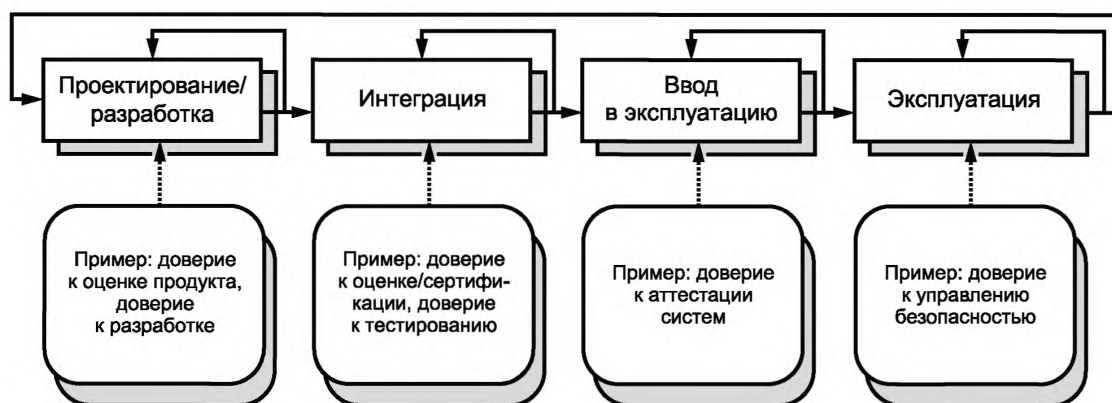 Проектирование/
разработка
Интеграция
Ввод
в эксплуатацию
Эксплуатация
Пример: доверие
к оценке продукта,
доверие
к разработке
Пример: доверие
к оценке/сертифи-
кации, доверие
к тестированию
Пример: доверие
к аттестации
систем
Пример: доверие
к управлению
безопасностью